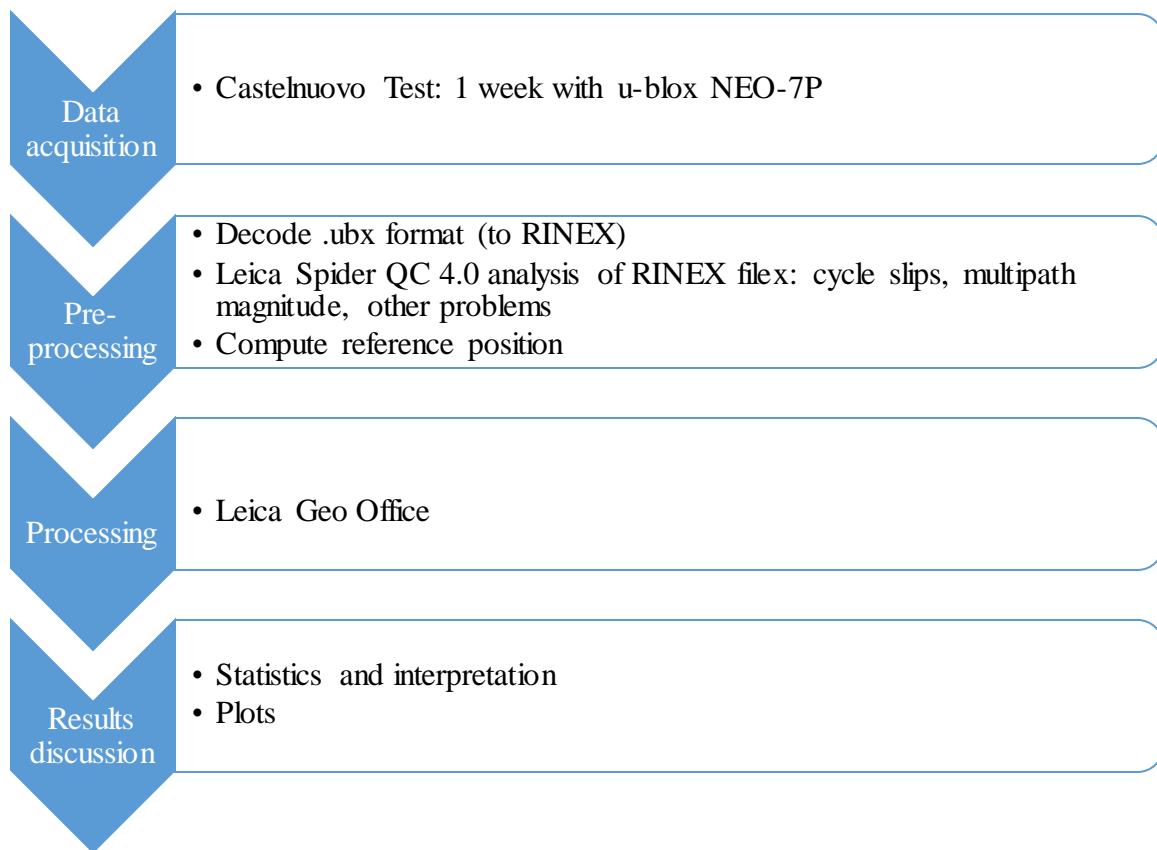 Data
acquisition
• Castelnuovo Test: 1 week with u-blox NEO-7P
Pre-
processing
• Decode .ubx format (to RINEX)
• Leica Spider QC 4.0 analysis of RINEX filex: cycle slips, multipath
magnitude, other problems
• Compute reference position
Processing
• Leica Geo Office
Results
discussion
• Statistics and interpretation
• Plots